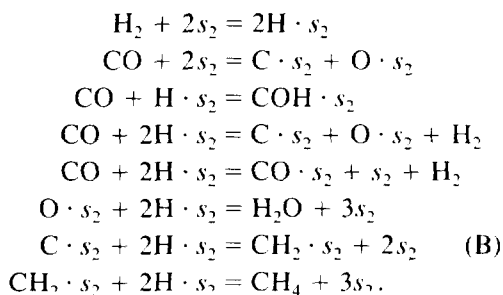 H₂ + 2s₂ = 2H · s₂
CO + 2s₂ = C · s₂ + O · s₂
CO + H · s₂ = COH · s₂
CO + 2H · s₂ = C · s₂ + O · s₂ + H₂
CO + 2H · s₂ = CO · s₂ + s₂ + H₂
O · s₂ + 2H · s₂ = H₂O + 3s₂
C · s₂ + 2H · s₂ = CH₂ · s₂ + 2s₂ (B)
CH₂ · s₂ + 2H · s₂ = CH₄ + 3s₂.